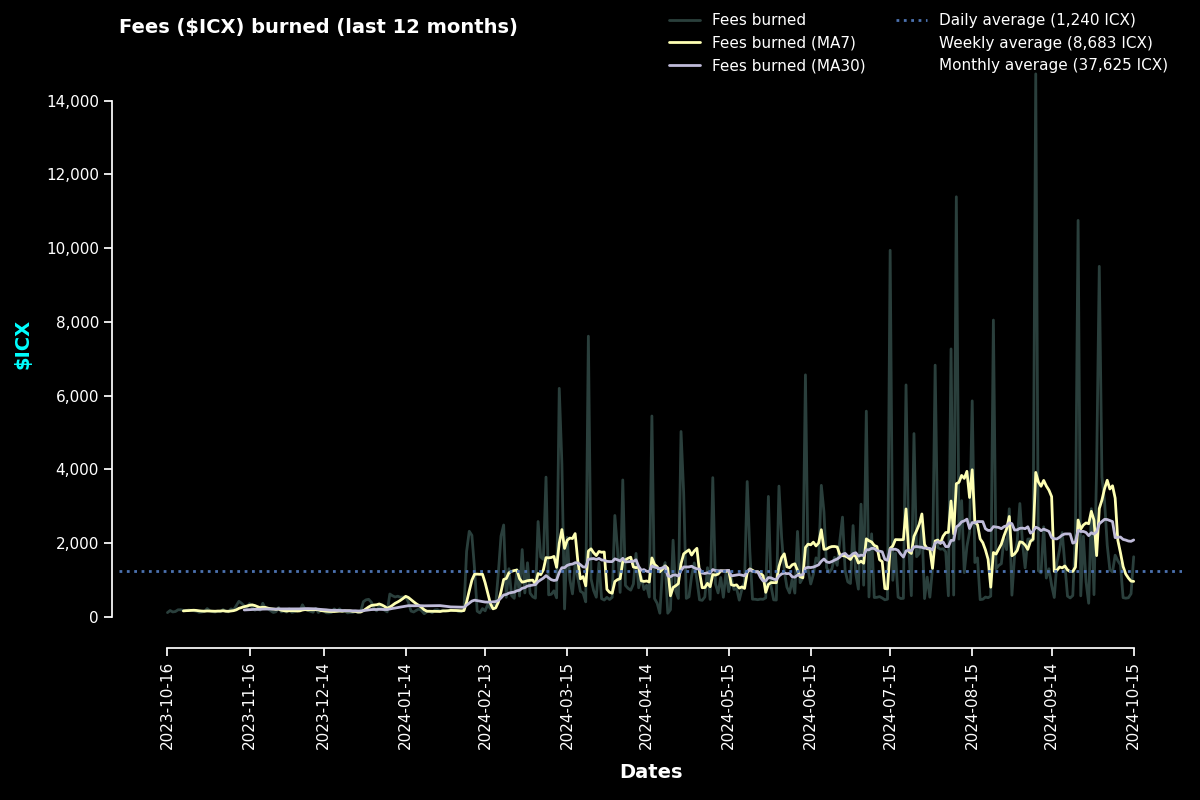 Fees ($ICX) burned (last 12 months)
Fees burned
Fees burned (MA7)
Fees burned (MA30)
Daily average (1,240 ICX)
Weekly average (8,683 ICX)
Monthly average (37,625 ICX)
14,000
12,000
10,000
8,000
6,000
4,000
2,000
0
$ICX
2023-10-16
2023-11-16
2023-12-14
2024-01-14
2024-02-13
2024-03-15
2024-04-14
2024-05-15
2024-06-15
2024-07-15
2024-08-15
2024-09-14
2024-10-15
Dates